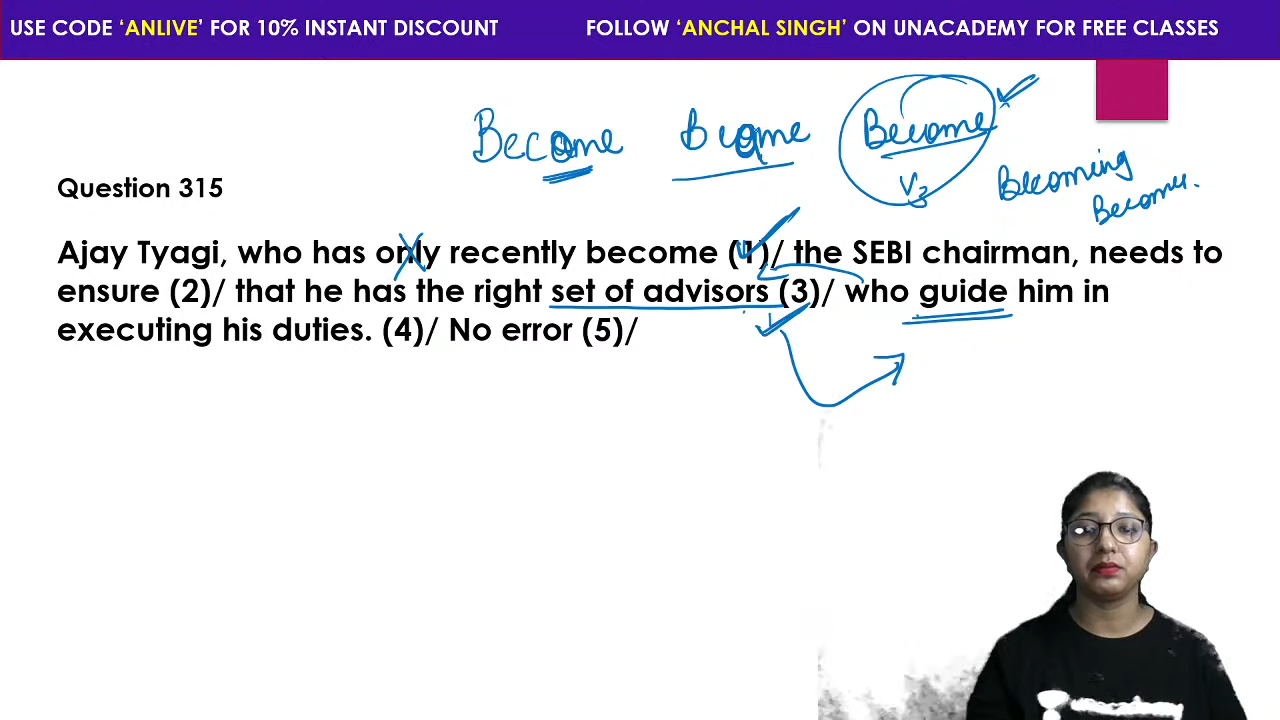 USE CODE ‘ANLIVE’ FOR 10% INSTANT DISCOUNT FOLLOW ‘ANCHAL SINGH’ ON UNACADEMY FOR FREE CLASSES
Become Became Become
V3
Becoming
Become.
Question 315
Ajay Tyagi, who has only recently become (1)/ the SEBI chairman, needs to
ensure (2)/ that he has the right set of advisors (3)/ who guide him in
executing his duties. (4)/ No error (5)/